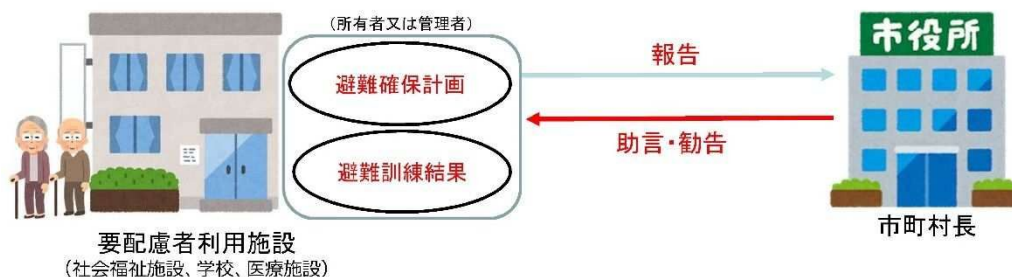 (所有者又は管理者)
避難確保計画
避難訓練結果
報告
助言・勧告
市役所
市町村長
要配慮者利用施設
(社会福祉施設、学校、医療施設)